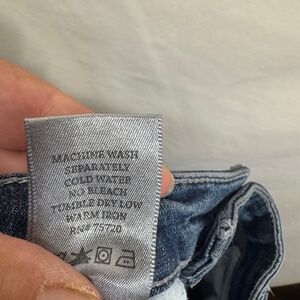 MACHINE WASH
SEPARATELY
COLD WATER
NO BLEACH
TUMBLE DRY LOW
WARM IRON
RN#75720